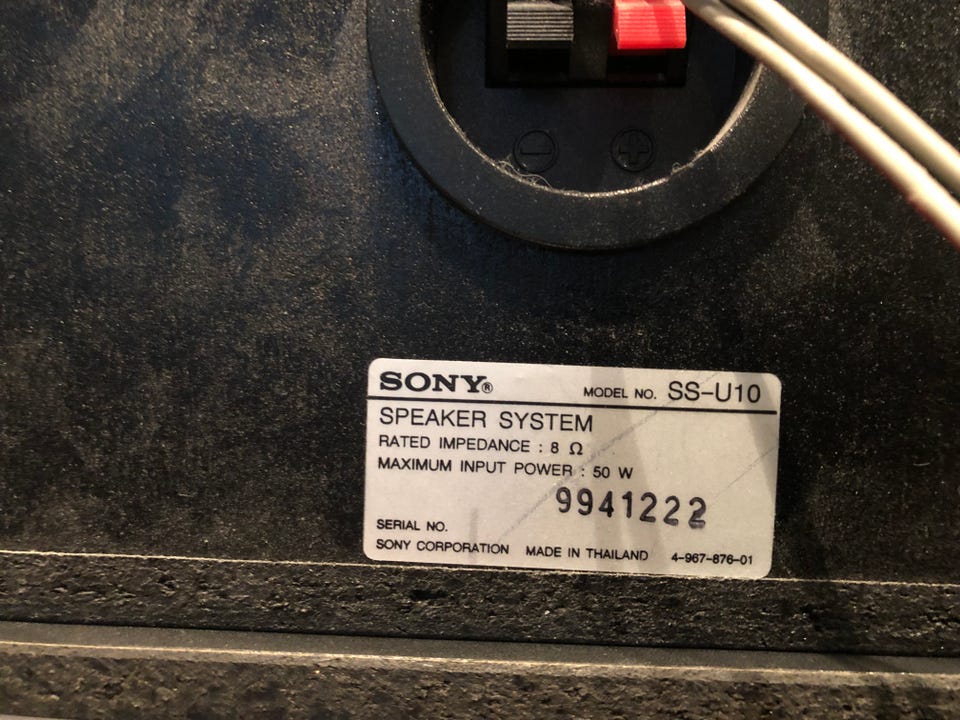 − +
SONY® MODEL NO. SS-U10
SPEAKER SYSTEM
RATED IMPEDANCE : 8 Ω
MAXIMUM INPUT POWER : 50 W
9941222
SERIAL NO.
SONY CORPORATION MADE IN THAILAND 4-967-876-01